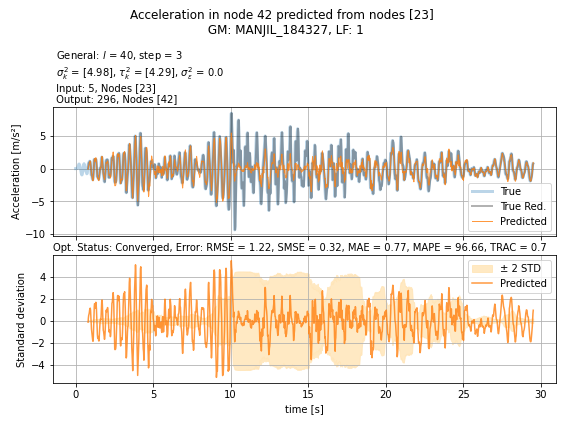 Acceleration in node 42 predicted from nodes [23]
GM: MANJIL_184327, LF: 1
General: l = 40, step = 3
σ²ₖ = [4.98], τ²ₖ = [4.29], σ²ε = 0.0
Input: 5, Nodes [23]
Output: 296, Nodes [42]
Acceleration [m/s²]
5
0
−5
−10
True
True Red.
Predicted
Opt. Status: Converged, Error: RMSE = 1.22, SMSE = 0.32, MAE = 0.77, MAPE = 96.66, TRAC = 0.7
Standard deviation
4
2
0
−2
−4
± 2 STD
Predicted
0 5 10 15 20 25 30
time [s]